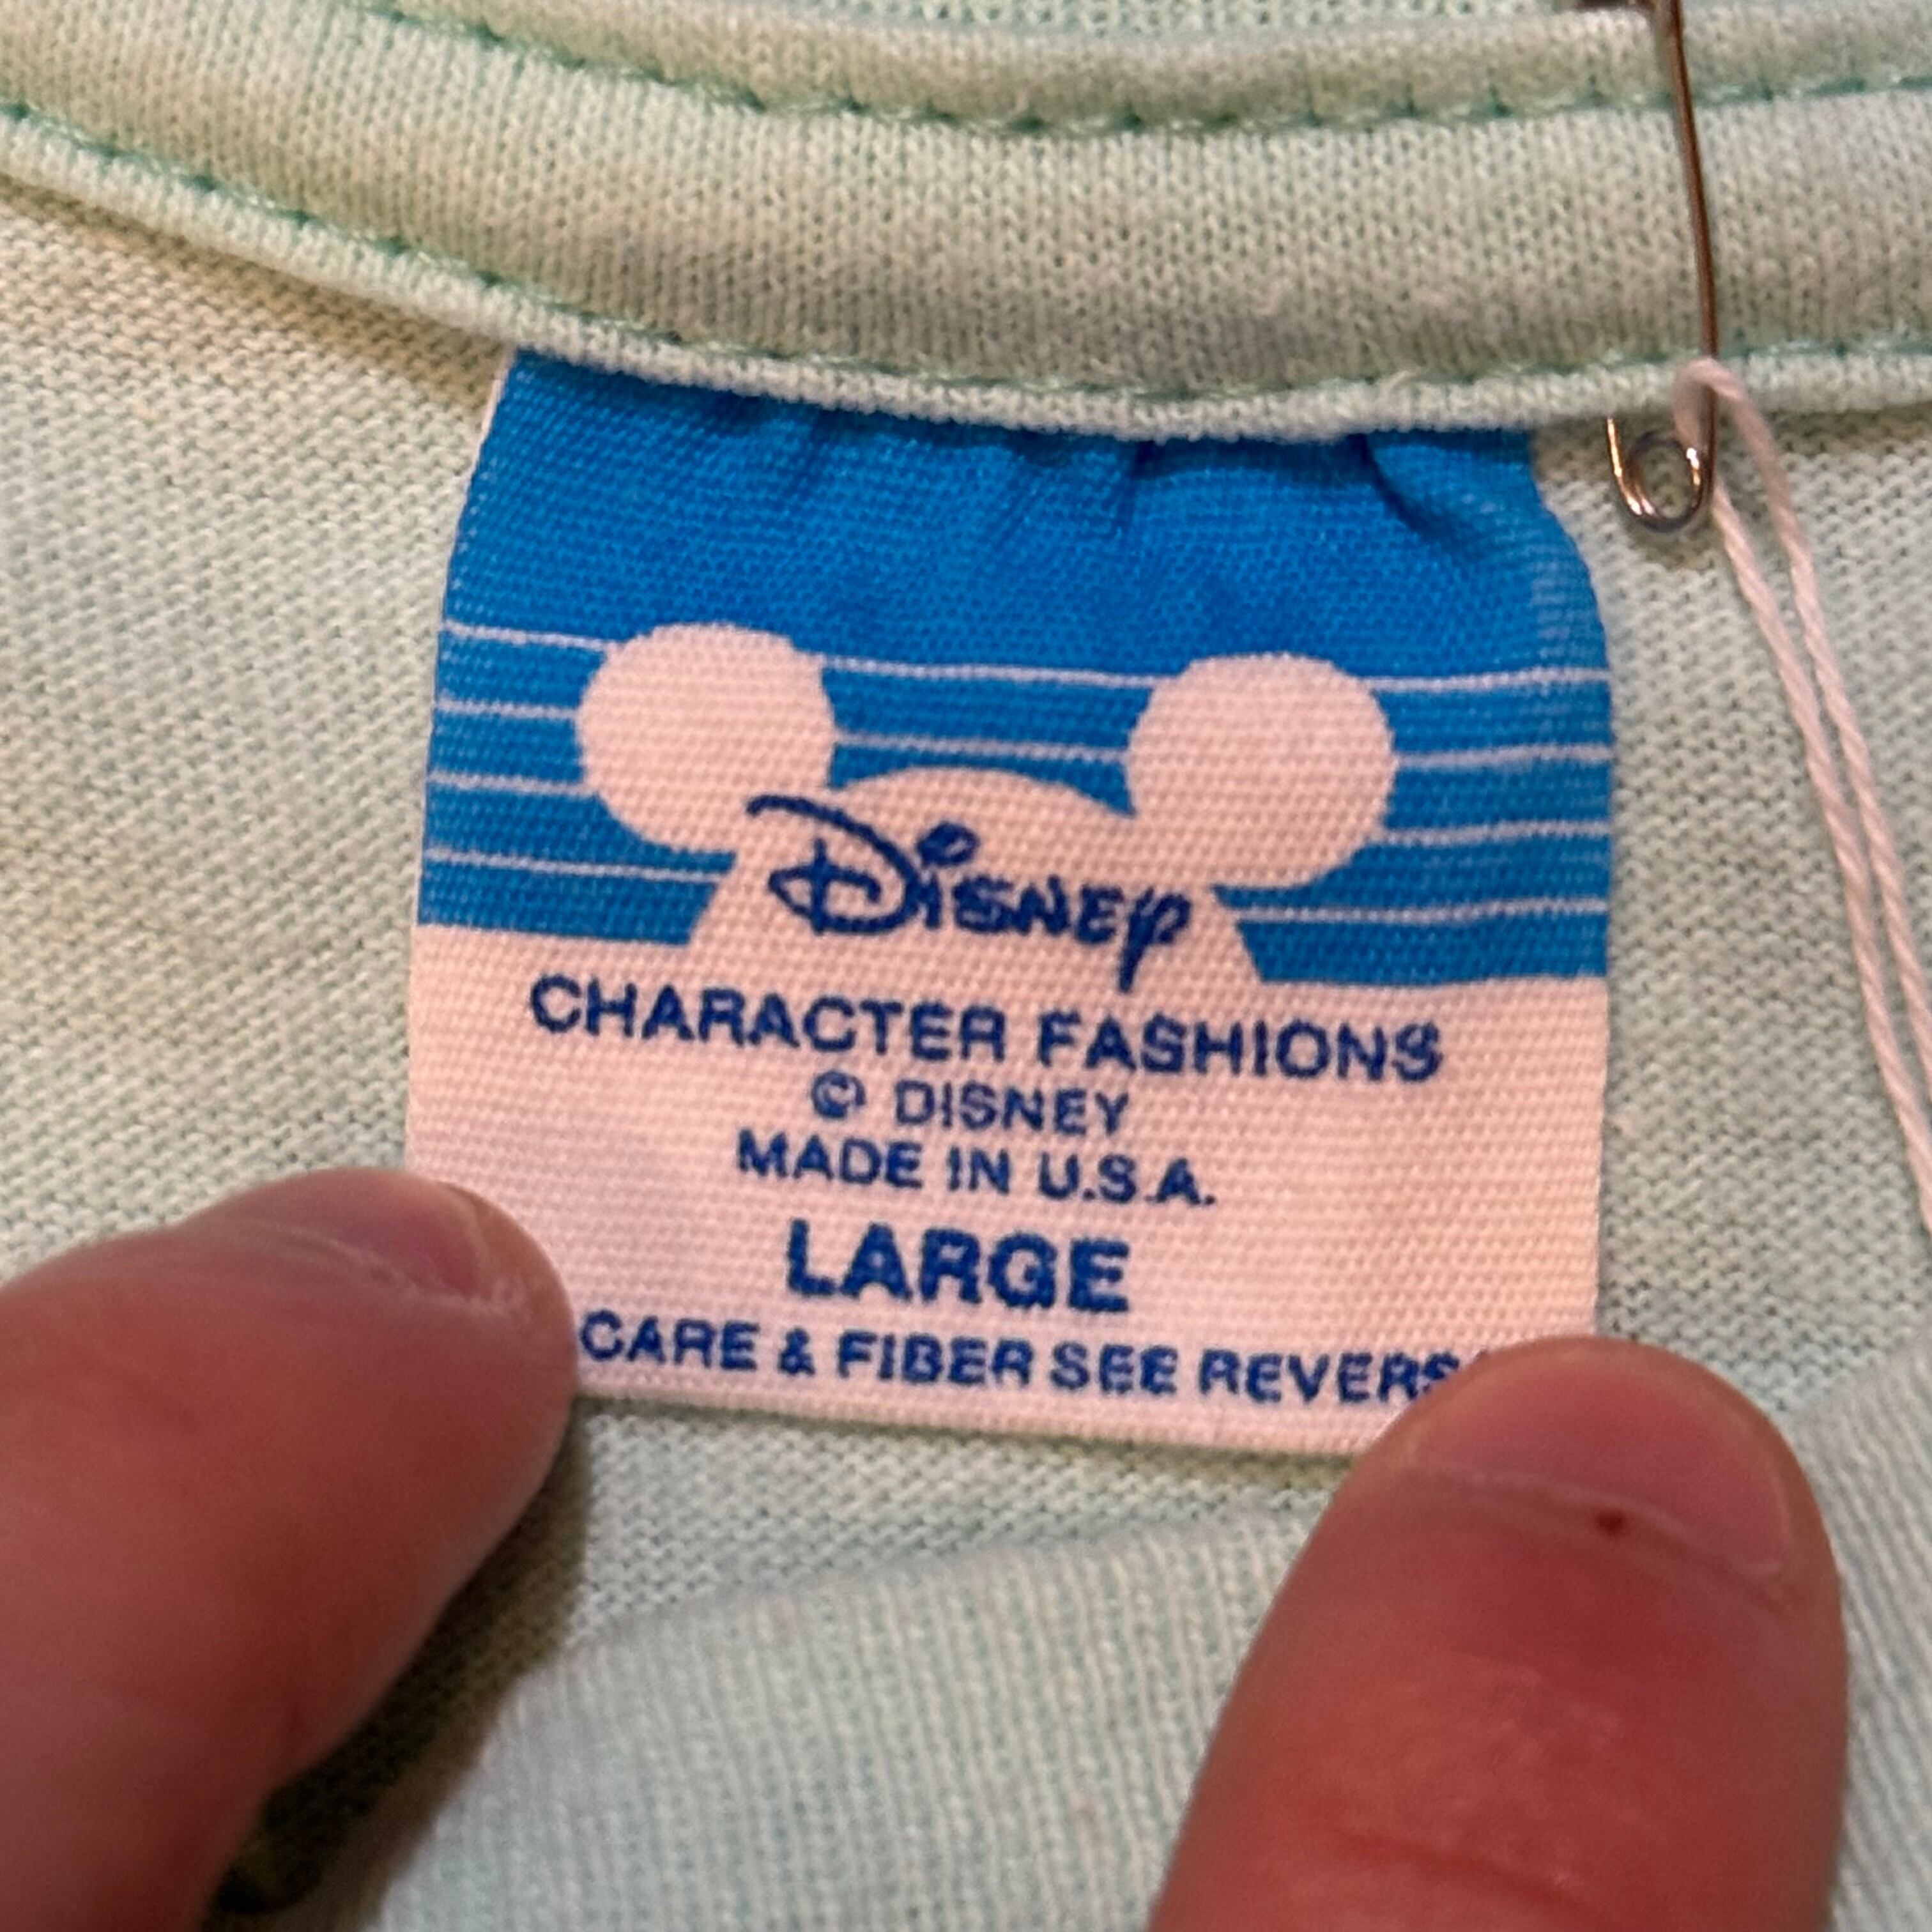 Disney
CHARACTER FASHIONS
© DISNEY
MADE IN U.S.A.
LARGE
CARE & FIBER SEE REVERS